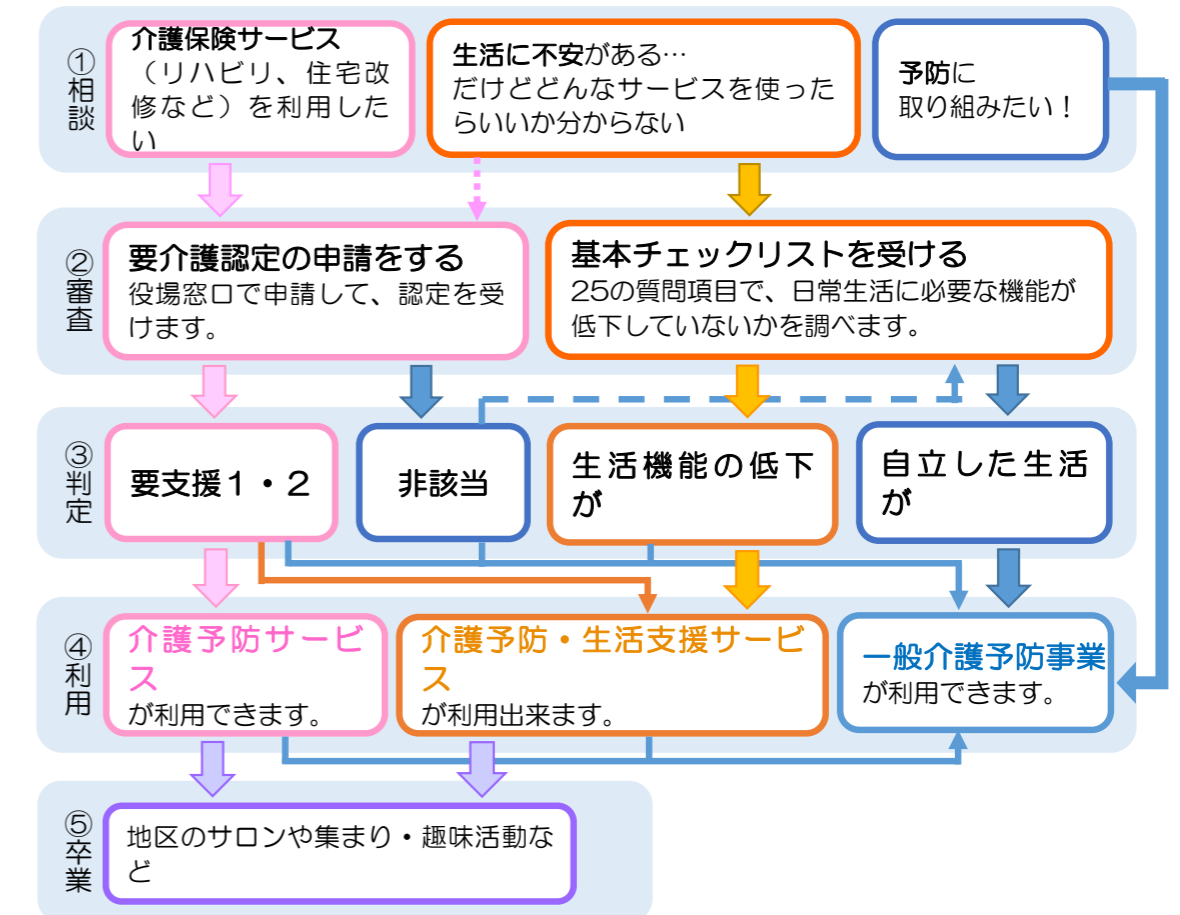 ①相談
介護保険サービス
（リハビリ、住宅改
修など）を利用した
い
生活に不安がある…
だけどどんなサービスを使った
らいいか分からない
予防に
取り組みたい！
②審査
要介護認定の申請をする
役場窓口で申請して、認定を受
けます。
基本チェックリストを受ける
25の質問項目で、日常生活に必要な機能が
低下していないかを調べます。
③判定
要支援１・２
非該当
生活機能の低下
が
自立した生活
が
④利用
介護予防サービ
ス
が利用できます。
介護予防・生活支援サービ
ス
が利用出来ます。
一般介護予防事業
が利用できます。
⑤卒業
地区のサロンや集まり・趣味活動な
ど